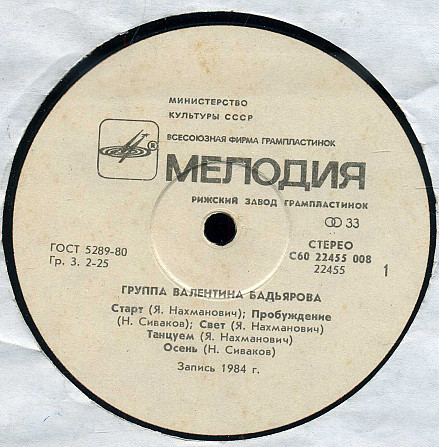 МИНИСТЕРСТВО
КУЛЬТУРЫ СССР
ВСЕСОЮЗНАЯ ФИРМА ГРАМПЛАСТИНОК
®
МЕЛОДИЯ
РИЖСКИЙ ЗАВОД ГРАМПЛАСТИНОК
33
ГОСТ 5289-80
Гр. 3. 2-25
СТЕРЕО
С60 22455 008
22455
1
ГРУППА ВАЛЕНТИНА БАДЬЯРОВА
Старт (Я. Нахманович); Пробуждение
(Н. Сиваков); Свет (Я. Нахманович)
Танцуем (Я. Нахманович)
Осень (Н. Сиваков)
Запись 1984 г.